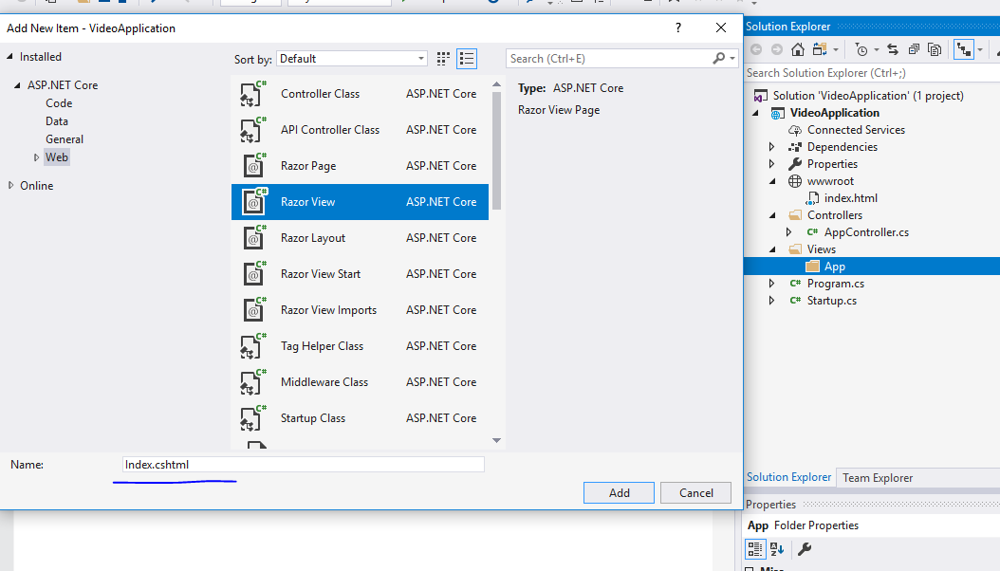 Add New Item - VideoApplication
?
Installed
ASP.NET Core
Code
Data
General
Web
Online
Sort by: Default
Search (Ctrl+E)
Controller Class ASP.NET Core
API Controller Class ASP.NET Core
Razor Page ASP.NET Core
Razor View ASP.NET Core
Razor Layout ASP.NET Core
Razor View Start ASP.NET Core
Razor View Imports ASP.NET Core
Tag Helper Class ASP.NET Core
Middleware Class ASP.NET Core
Startup Class ASP.NET Core
Type: ASP.NET Core
Razor View Page
Name: Index.cshtml
Add Cancel
Solution Explorer
Search Solution Explorer (Ctrl+;)
Solution 'VideoApplication' (1 project)
VideoApplication
Connected Services
Dependencies
Properties
wwwroot
index.html
Controllers
C# AppController.cs
Views
App
C# Program.cs
C# Startup.cs
Solution Explorer Team Explorer
Properties
App Folder Properties
Misc